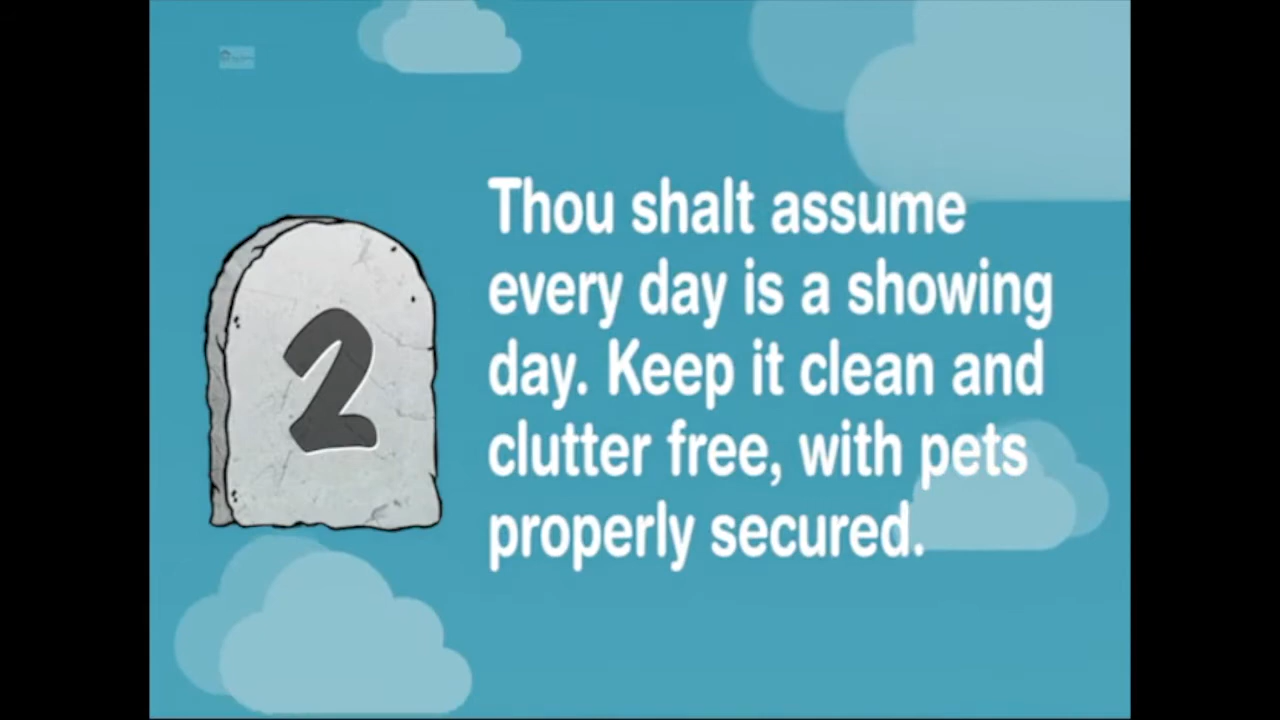 2
Thou shalt assume
every day is a showing
day. Keep it clean and
clutter free, with pets
properly secured.